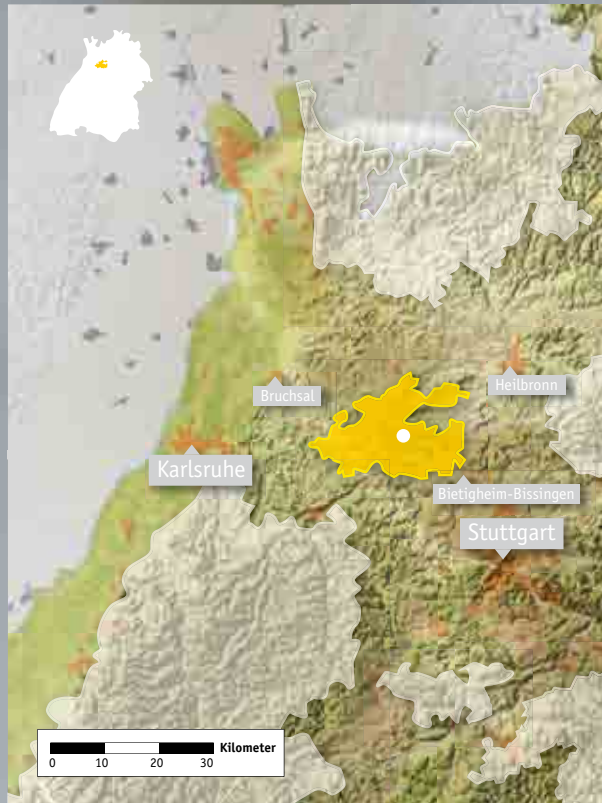 Bruchsal
Heilbronn
Karlsruhe
Bietigheim-Bissingen
Stuttgart
Kilometer
0 10 20 30